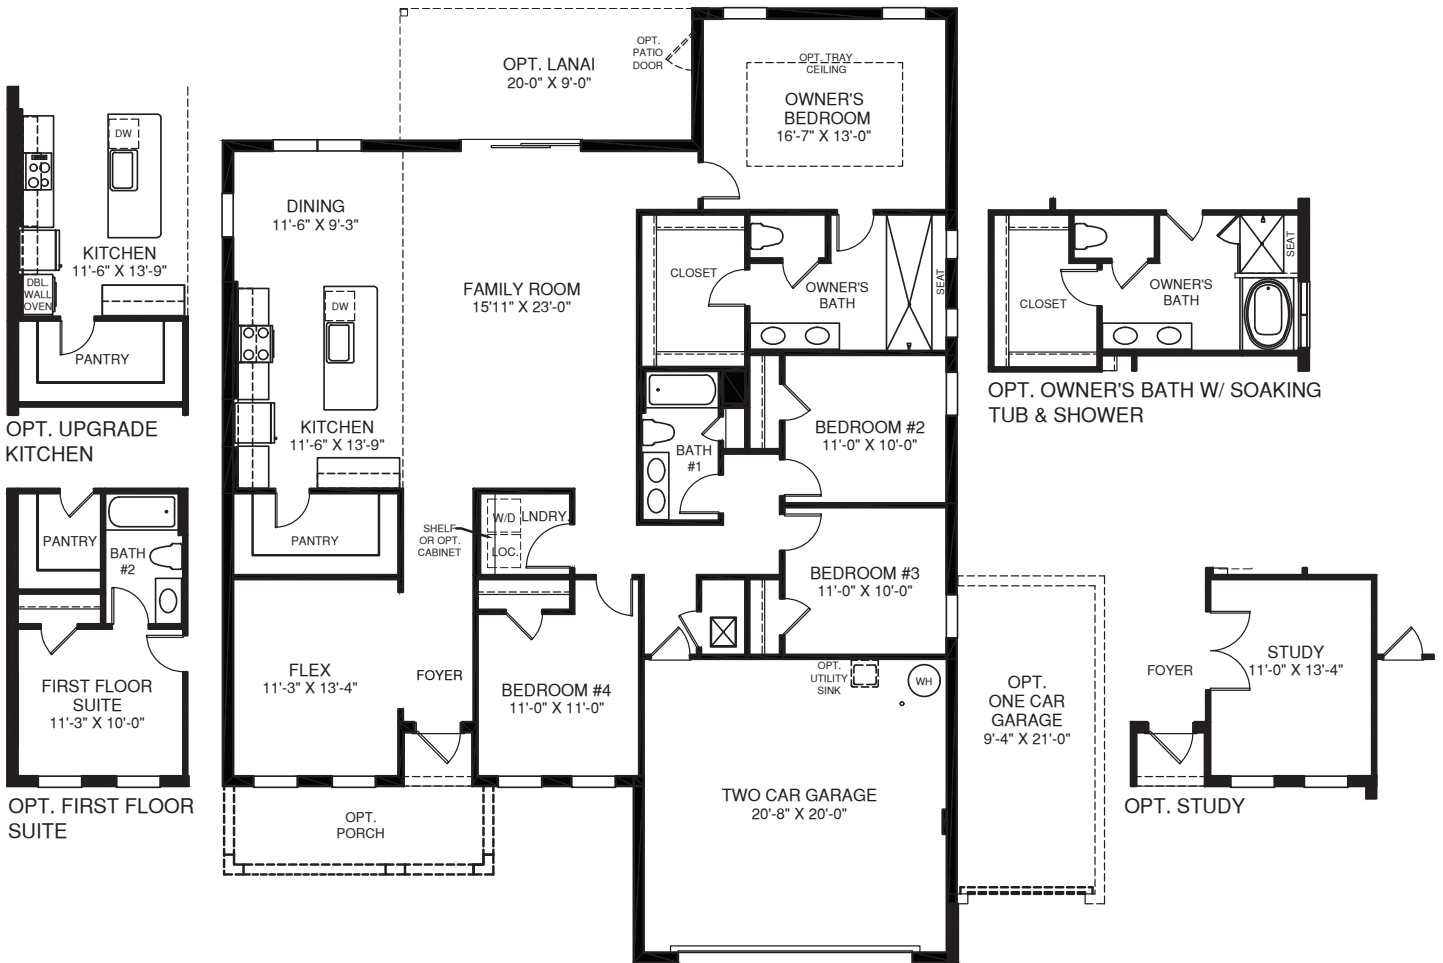 OPT. LANAI
20-0" X 9'-0"
OPT.
PATIO
DOOR
OPT. TRAY
CEILING
OWNER'S
BEDROOM
16'-7" X 13'-0"
DW
KITCHEN
11'-6" X 13'-9"
DBL.
WALL
OVEN
PANTRY
OPT. UPGRADE
KITCHEN
DINING
11'-6" X 9'-3"
FAMILY ROOM
15'11" X 23'-0"
DW
KITCHEN
11'-6" X 13'-9"
PANTRY
CLOSET
OWNER'S
BATH
SEAT
CLOSET
OWNER'S
BATH
SEAT
OPT. OWNER'S BATH W/ SOAKING
TUB & SHOWER
BATH
#1
BEDROOM #2
11'-0" X 10'-0"
SHELF
OR OPT.
CABINET
W/D
LNDRY.
LOC.
BEDROOM #3
11'-0" X 10'-0"
PANTRY
BATH
#2
FIRST FLOOR
SUITE
11'-3" X 10'-0"
OPT. FIRST FLOOR
SUITE
FLEX
11'-3" X 13'-4"
FOYER
BEDROOM #4
11'-0" X 11'-0"
OPT.
UTILITY
SINK
WH
OPT.
ONE CAR
GARAGE
9'-4" X 21'-0"
FOYER
STUDY
11'-0" X 13'-4"
OPT. STUDY
TWO CAR GARAGE
20'-8" X 20'-0"
OPT.
PORCH